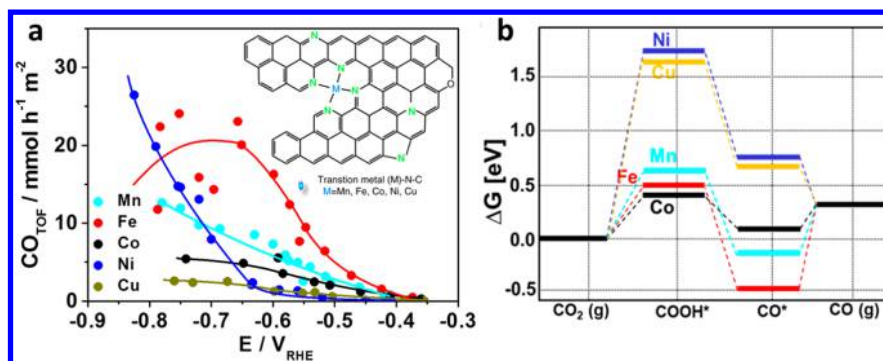 a
30
20
10
0
CO_TOF / mmol h⁻¹ m⁻²
Mn
Fe
Co
Ni
Cu
N
N
M
N
N
N
N
N
O
Transtion metal (M)-N-C
M=Mn, Fe, Co, Ni, Cu
-0.9 -0.8 -0.7 -0.6 -0.5 -0.4 -0.3
E / V_RHE
b
ΔG [eV]
1.5
1.0
0.5
0.0
-0.5
Ni
Cu
Mn
Fe
Co
CO₂ (g) COOH* CO* CO (g)